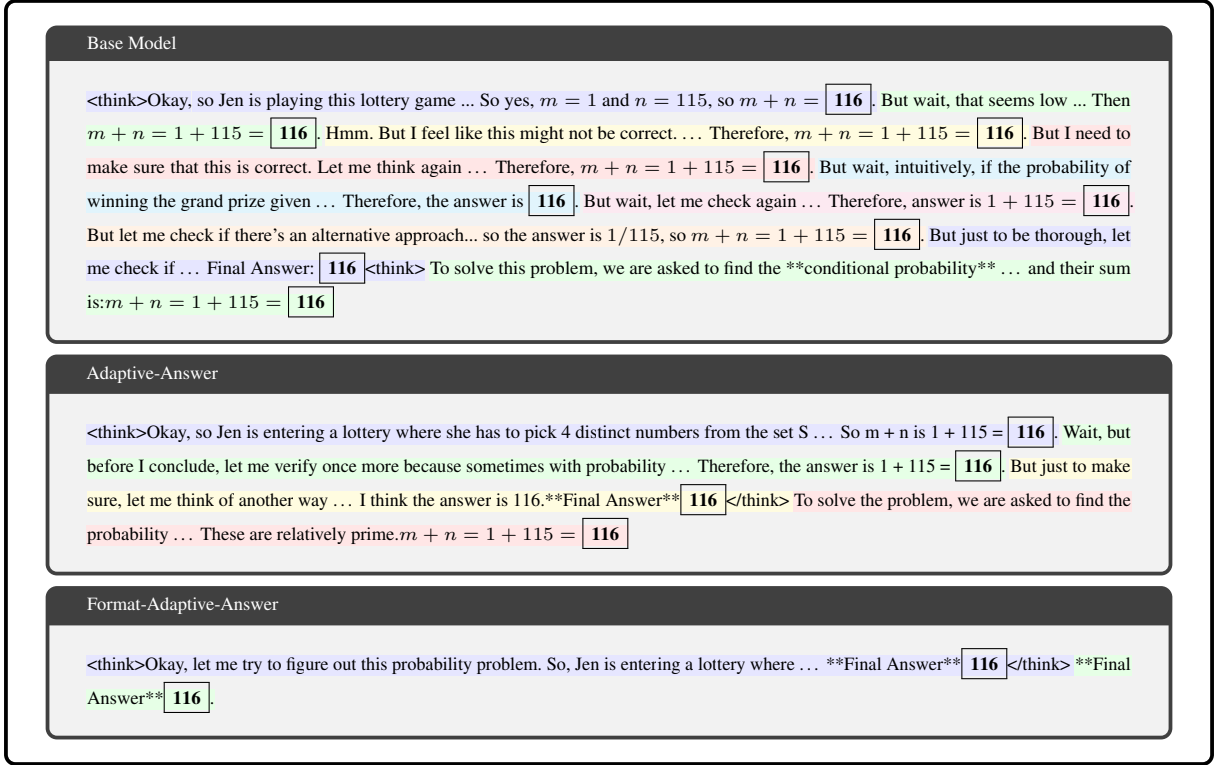 Base Model
<think>Okay, so Jen is playing this lottery game ... So yes, m = 1 and n = 115, so m + n = 116. But wait, that seems low ... Then
m + n = 1 + 115 = 116. Hmm. But I feel like this might not be correct. ... Therefore, m + n = 1 + 115 = 116. But I need to
make sure that this is correct. Let me think again ... Therefore, m + n = 1 + 115 = 116. But wait, intuitively, if the probability of
winning the grand prize given ... Therefore, the answer is 116. But wait, let me check again ... Therefore, answer is 1 + 115 = 116.
But let me check if there's an alternative approach... so the answer is 1/115, so m + n = 1 + 115 = 116. But just to be thorough, let
me check if ... Final Answer: 116<think> To solve this problem, we are asked to find the **conditional probability** ... and their sum
is:m + n = 1 + 115 = 116
Adaptive-Answer
<think>Okay, so Jen is entering a lottery where she has to pick 4 distinct numbers from the set S ... So m + n is 1 + 115 = 116. Wait, but
before I conclude, let me verify once more because sometimes with probability ... Therefore, the answer is 1 + 115 = 116. But just to make
sure, let me think of another way ... I think the answer is 116.**Final Answer** 116</think> To solve the problem, we are asked to find the
probability ... These are relatively prime.m + n = 1 + 115 = 116
Format-Adaptive-Answer
<think>Okay, let me try to figure out this probability problem. So, Jen is entering a lottery where ... **Final Answer** 116</think> **Final
Answer** 116.